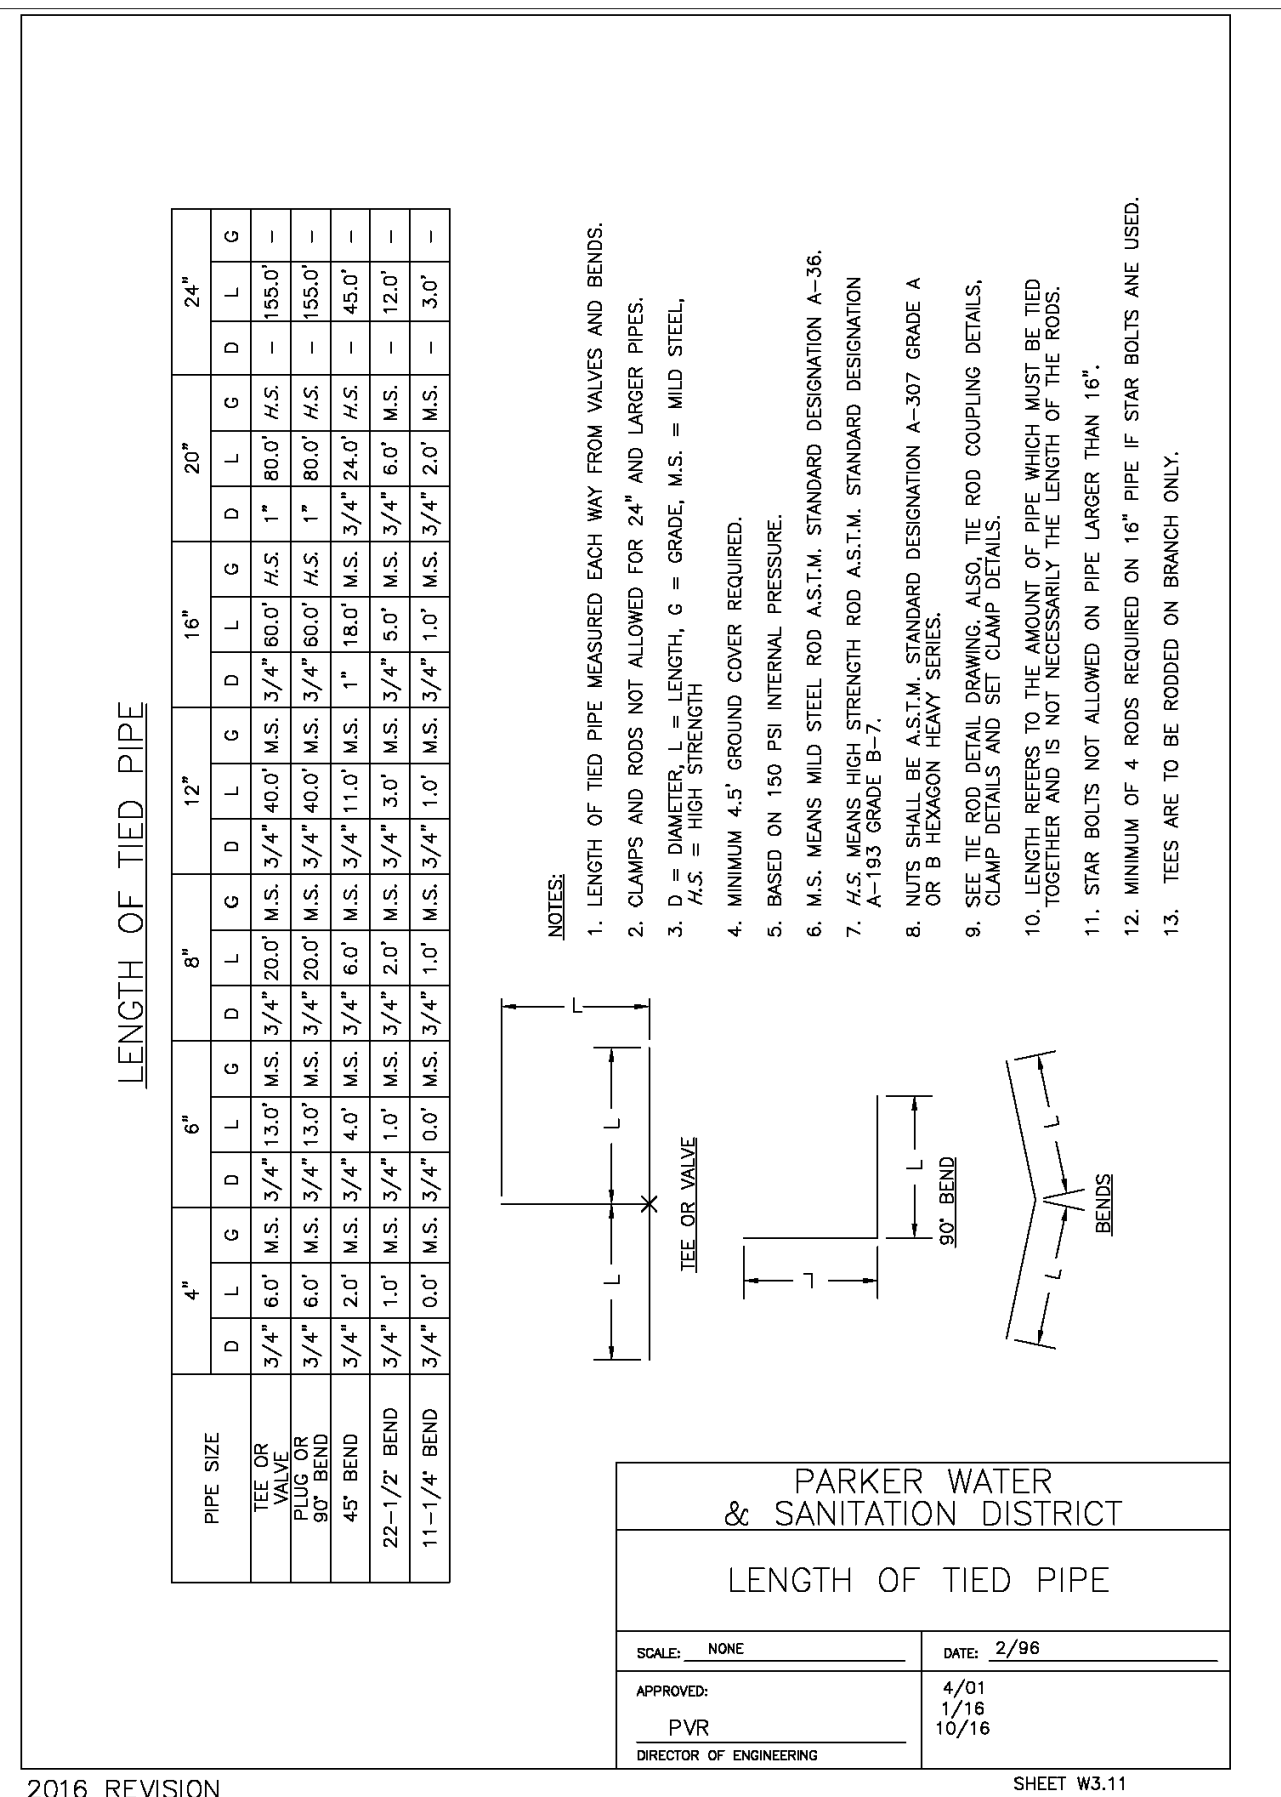 LENGTH OF TIED PIPE
PIPE SIZE 4" 6" 8" 12" 16" 20" 24"
D L G D L G D L G D L G D L G D L G D L G
TEE OR
VALVE 3/4" 6.0' M.S. 3/4" 13.0' M.S. 3/4" 20.0' M.S. 3/4" 40.0' M.S. 3/4" 60.0' H.S. 1" 80.0' H.S. – 155.0' –
PLUG OR
90° BEND 3/4" 6.0' M.S. 3/4" 13.0' M.S. 3/4" 20.0' M.S. 3/4" 40.0' M.S. 3/4" 60.0' H.S. 1" 80.0' H.S. – 155.0' –
45° BEND 3/4" 2.0' M.S. 3/4" 4.0' M.S. 3/4" 6.0' M.S. 3/4" 11.0' M.S. 1" 18.0' M.S. 3/4" 24.0' H.S. – 45.0' –
22–1/2° BEND 3/4" 1.0' M.S. 3/4" 1.0' M.S. 3/4" 2.0' M.S. 3/4" 3.0' M.S. 3/4" 5.0' M.S. 3/4" 6.0' M.S. – 12.0' –
11–1/4° BEND 3/4" 0.0' M.S. 3/4" 0.0' M.S. 3/4" 1.0' M.S. 3/4" 1.0' M.S. 3/4" 1.0' M.S. 3/4" 2.0' M.S. – 3.0' –
L
L
L
TEE OR VALVE
L
L
90° BEND
L
L
BENDS
NOTES:
1. LENGTH OF TIED PIPE MEASURED EACH WAY FROM VALVES AND BENDS.
2. CLAMPS AND RODS NOT ALLOWED FOR 24" AND LARGER PIPES.
3. D = DIAMETER, L = LENGTH, G = GRADE, M.S. = MILD STEEL,
H.S. = HIGH STRENGTH
4. MINIMUM 4.5' GROUND COVER REQUIRED.
5. BASED ON 150 PSI INTERNAL PRESSURE.
6. M.S. MEANS MILD STEEL ROD A.S.T.M. STANDARD DESIGNATION A–36.
7. H.S. MEANS HIGH STRENGTH ROD A.S.T.M. STANDARD DESIGNATION
A–193 GRADE B–7.
8. NUTS SHALL BE A.S.T.M. STANDARD DESIGNATION A–307 GRADE A
OR B HEXAGON HEAVY SERIES.
9. SEE TIE ROD DETAIL DRAWING. ALSO, TIE ROD COUPLING DETAILS,
CLAMP DETAILS AND SET CLAMP DETAILS.
10. LENGTH REFERS TO THE AMOUNT OF PIPE WHICH MUST BE TIED
TOGETHER AND IS NOT NECESSARILY THE LENGTH OF THE RODS.
11. STAR BOLTS NOT ALLOWED ON PIPE LARGER THAN 16".
12. MINIMUM OF 4 RODS REQUIRED ON 16" PIPE IF STAR BOLTS ARE USED.
13. TEES ARE TO BE RODDED ON BRANCH ONLY.
PARKER WATER
& SANITATION DISTRICT
LENGTH OF TIED PIPE
SCALE: NONE
DATE: 2/96
APPROVED:
PVR
DIRECTOR OF ENGINEERING
4/01
1/16
10/16
2016 REVISION
SHEET W3.11